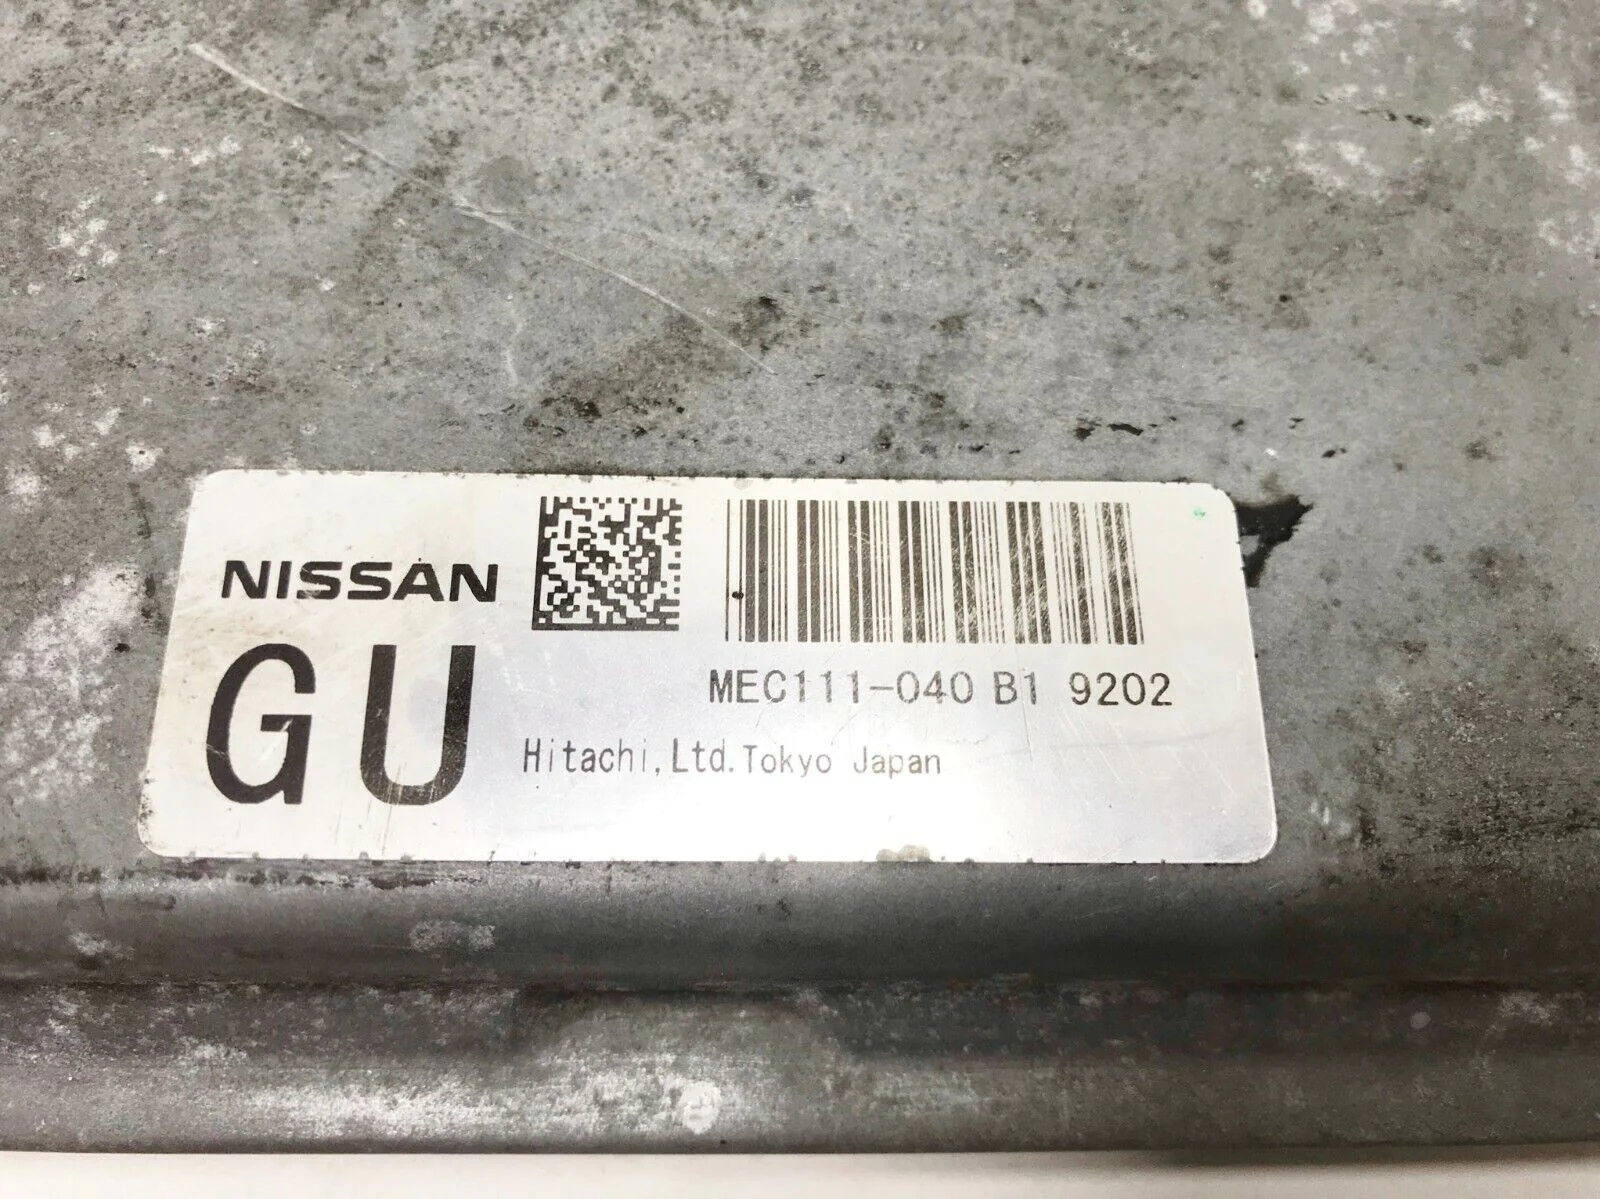 NISSAN
GU
MEC111-040 B1 9202
Hitachi, Ltd. Tokyo Japan